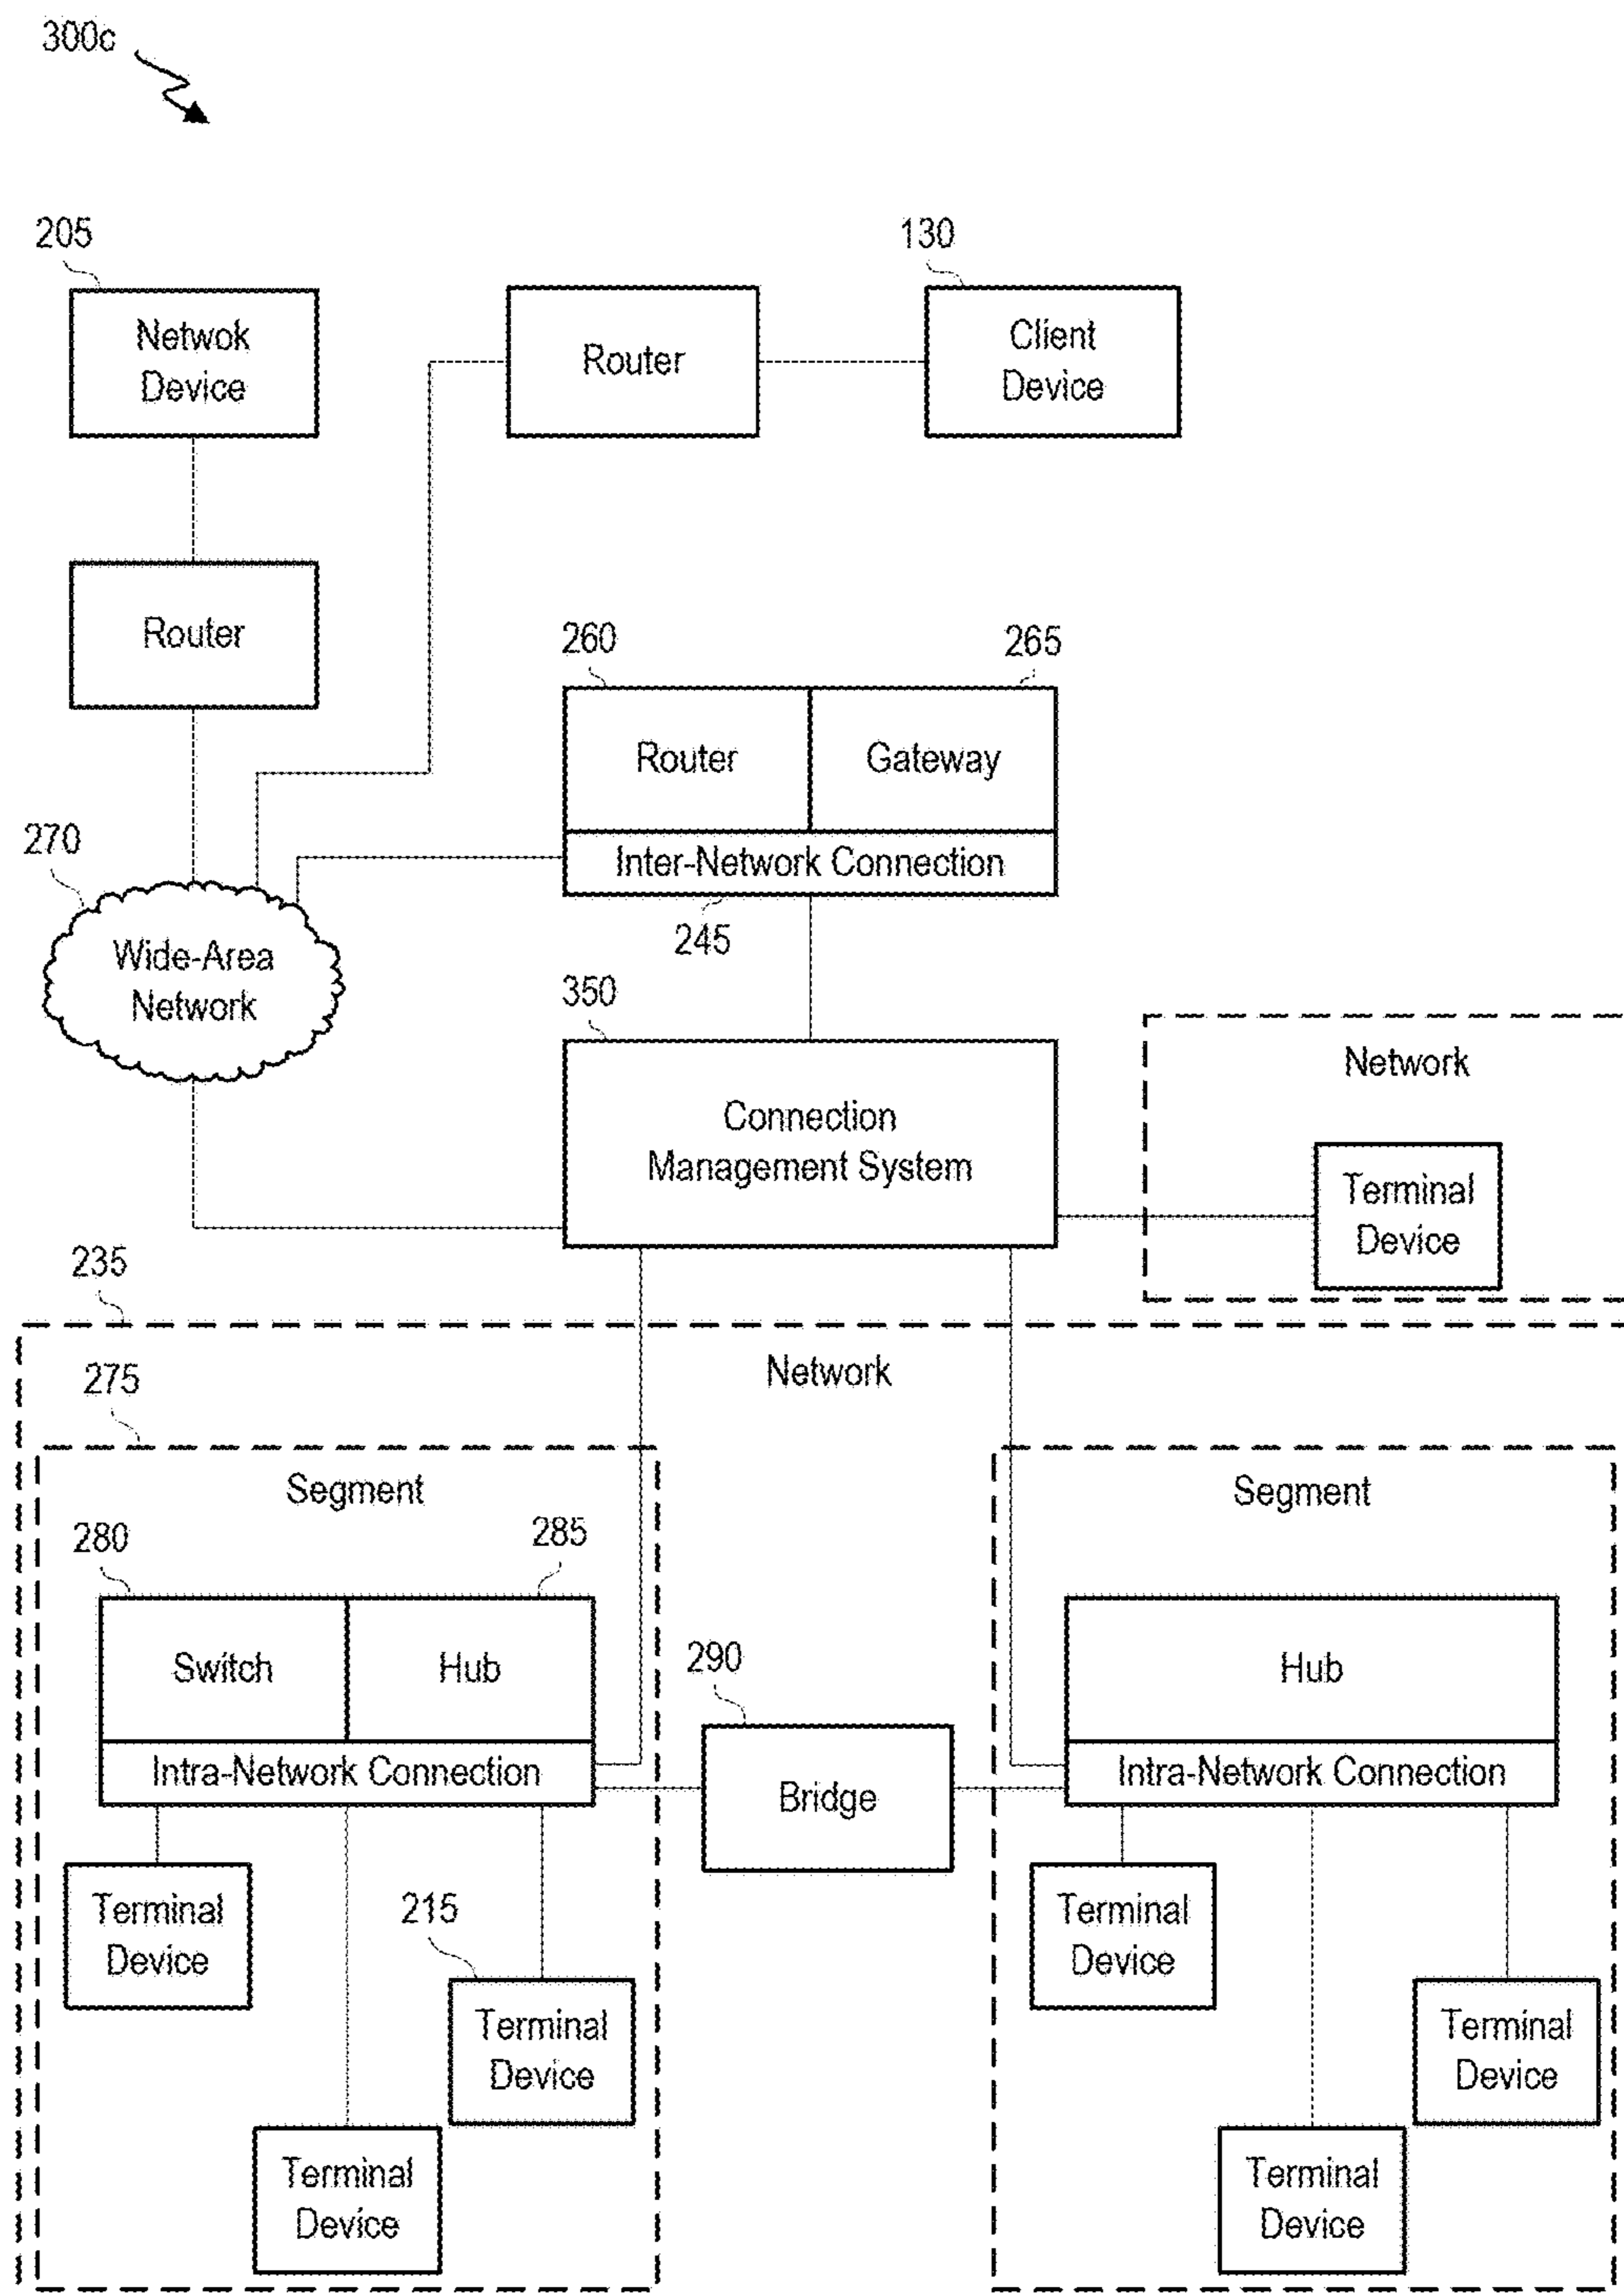 300c
205
130
Netwok
Device
Router
Client
Device
Router
260
265
Router
Gateway
Inter-Network Connection
245
270
Wide-Area
Network
350
Connection
Management System
Network
Terminal
Device
235
Network
275
Segment
Segment
280
285
Switch
Hub
Intra-Network Connection
290
Bridge
Hub
Intra-Network Connection
Terminal
Device
215
Terminal
Device
Terminal
Device
Terminal
Device
Terminal
Device
Terminal
Device